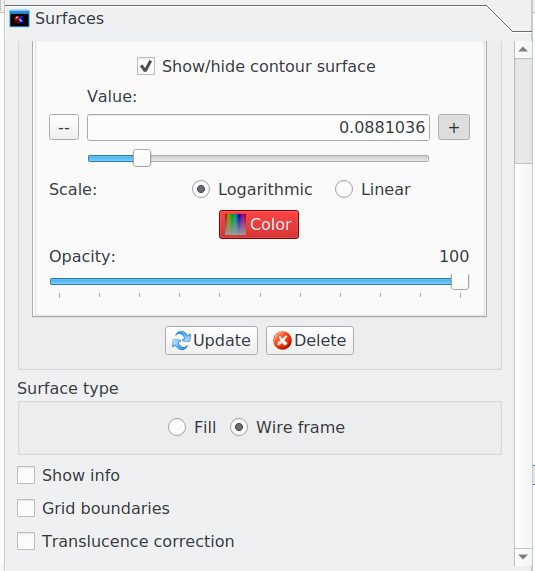 Surfaces
Show/hide contour surface
Value:
-- 0.0881036 +
Scale: Logarithmic Linear
Color
Opacity: 100
Update Delete
Surface type
Fill Wire frame
Show info
Grid boundaries
Translucence correction